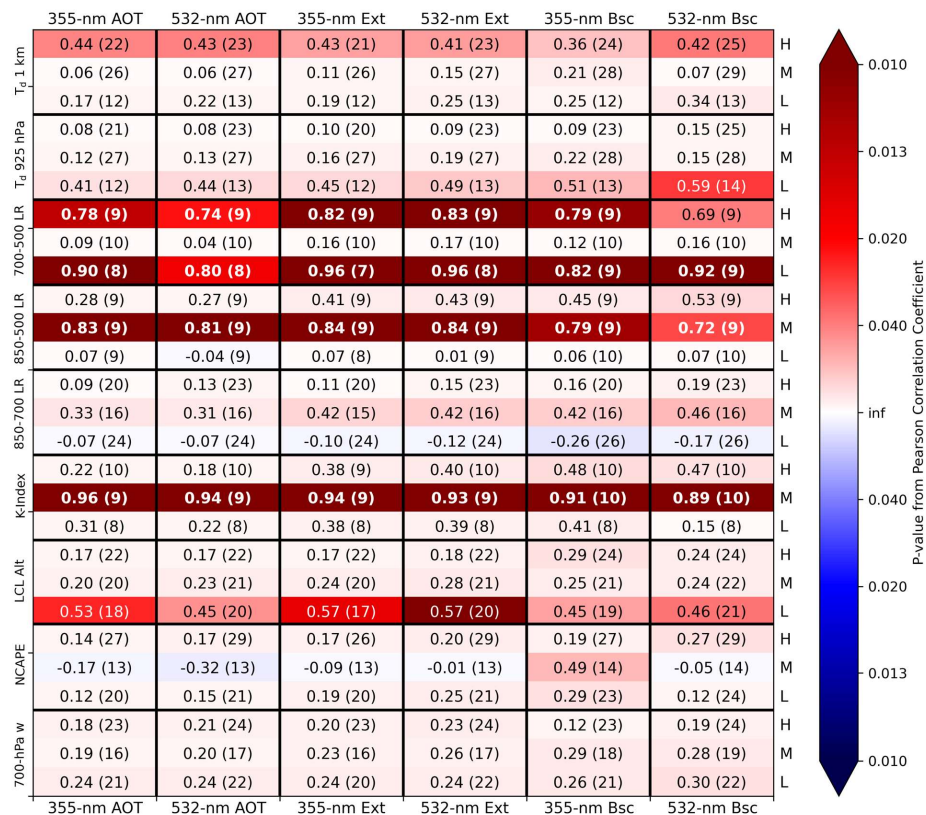 355-nm AOT 532-nm AOT 355-nm Ext 532-nm Ext 355-nm Bsc 532-nm Bsc
T_d 1 km
0.44 (22) 0.43 (23) 0.43 (21) 0.41 (23) 0.36 (24) 0.42 (25) H
0.06 (26) 0.06 (27) 0.11 (26) 0.15 (27) 0.21 (28) 0.07 (29) M
0.17 (12) 0.22 (13) 0.19 (12) 0.25 (13) 0.25 (12) 0.34 (13) L
T_d 925 hPa
0.08 (21) 0.08 (23) 0.10 (20) 0.09 (23) 0.09 (23) 0.15 (25) H
0.12 (27) 0.13 (27) 0.16 (27) 0.19 (27) 0.22 (28) 0.15 (28) M
0.41 (12) 0.44 (13) 0.45 (12) 0.49 (13) 0.51 (13) 0.59 (14) L
700-500 LR
0.78 (9) 0.74 (9) 0.82 (9) 0.83 (9) 0.79 (9) 0.69 (9) H
0.09 (10) 0.04 (10) 0.16 (10) 0.17 (10) 0.12 (10) 0.16 (10) M
0.90 (8) 0.80 (8) 0.96 (7) 0.96 (8) 0.82 (9) 0.92 (9) L
850-500 LR
0.28 (9) 0.27 (9) 0.41 (9) 0.43 (9) 0.45 (9) 0.53 (9) H
0.83 (9) 0.81 (9) 0.84 (9) 0.84 (9) 0.79 (9) 0.72 (9) M
0.07 (9) -0.04 (9) 0.07 (8) 0.01 (9) 0.06 (10) 0.07 (10) L
850-700 LR
0.09 (20) 0.13 (23) 0.11 (20) 0.15 (23) 0.16 (20) 0.19 (23) H
0.33 (16) 0.31 (16) 0.42 (15) 0.42 (16) 0.42 (16) 0.46 (16) M
-0.07 (24) -0.07 (24) -0.10 (24) -0.12 (24) -0.26 (26) -0.17 (26) L
K-Index
0.22 (10) 0.18 (10) 0.38 (9) 0.40 (10) 0.48 (10) 0.47 (10) H
0.96 (9) 0.94 (9) 0.94 (9) 0.93 (9) 0.91 (10) 0.89 (10) M
0.31 (8) 0.22 (8) 0.38 (8) 0.39 (8) 0.41 (8) 0.15 (8) L
LCL Alt
0.17 (22) 0.17 (22) 0.17 (22) 0.18 (22) 0.29 (24) 0.24 (24) H
0.20 (20) 0.23 (21) 0.24 (20) 0.28 (21) 0.25 (21) 0.24 (22) M
0.53 (18) 0.45 (20) 0.57 (17) 0.57 (20) 0.45 (19) 0.46 (21) L
NCAPE
0.14 (27) 0.17 (29) 0.17 (26) 0.20 (29) 0.19 (27) 0.27 (29) H
-0.17 (13) -0.32 (13) -0.09 (13) -0.01 (13) 0.49 (14) -0.05 (14) M
0.12 (20) 0.15 (21) 0.19 (20) 0.25 (21) 0.29 (23) 0.12 (24) L
700-hPa w
0.18 (23) 0.21 (24) 0.20 (23) 0.23 (24) 0.12 (23) 0.19 (24) H
0.19 (16) 0.20 (17) 0.23 (16) 0.26 (17) 0.29 (18) 0.28 (19) M
0.24 (21) 0.24 (22) 0.24 (20) 0.24 (22) 0.26 (21) 0.30 (22) L
355-nm AOT 532-nm AOT 355-nm Ext 532-nm Ext 355-nm Bsc 532-nm Bsc
0.010
0.013
0.020
0.040
inf
0.040
0.020
0.013
0.010
P-value from Pearson Correlation Coefficient